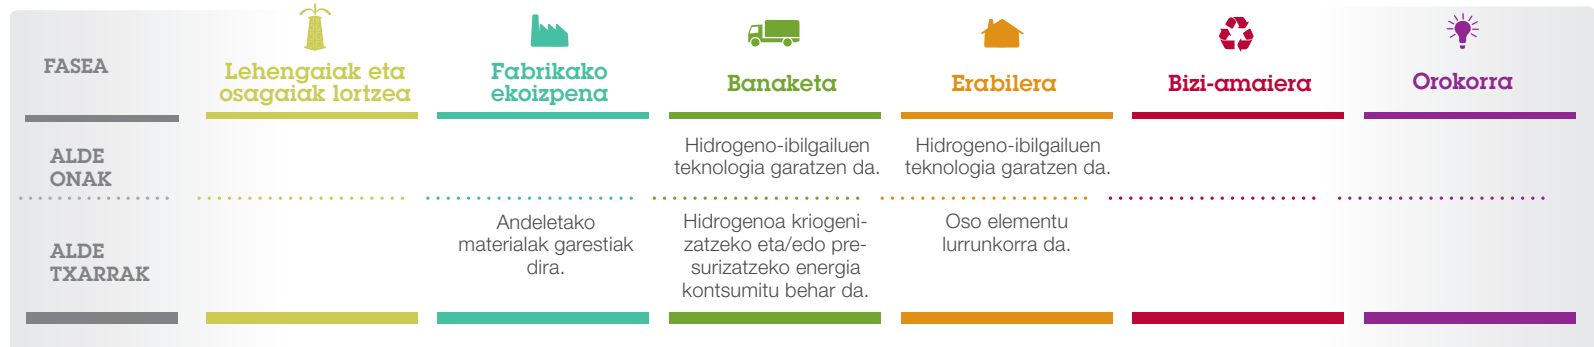 FASEA
Lehengaiak eta
osagaiak lortzea
Fabrikako
ekoizpena
Banaketa
Erabilera
Bizi-amaiera
Orokorra
ALDE
ONAK
Hidrogeno-ibilgailuen
teknologia garatzen da.
Hidrogeno-ibilgailuen
teknologia garatzen da.
ALDE
TXARRAK
Andeletako
materialak garestiak
dira.
Hidrogenoa kriogeni-
zatzeko eta/edo pre-
surizatzeko energia
kontsumitu behar da.
Oso elementu
lurrunkorra da.